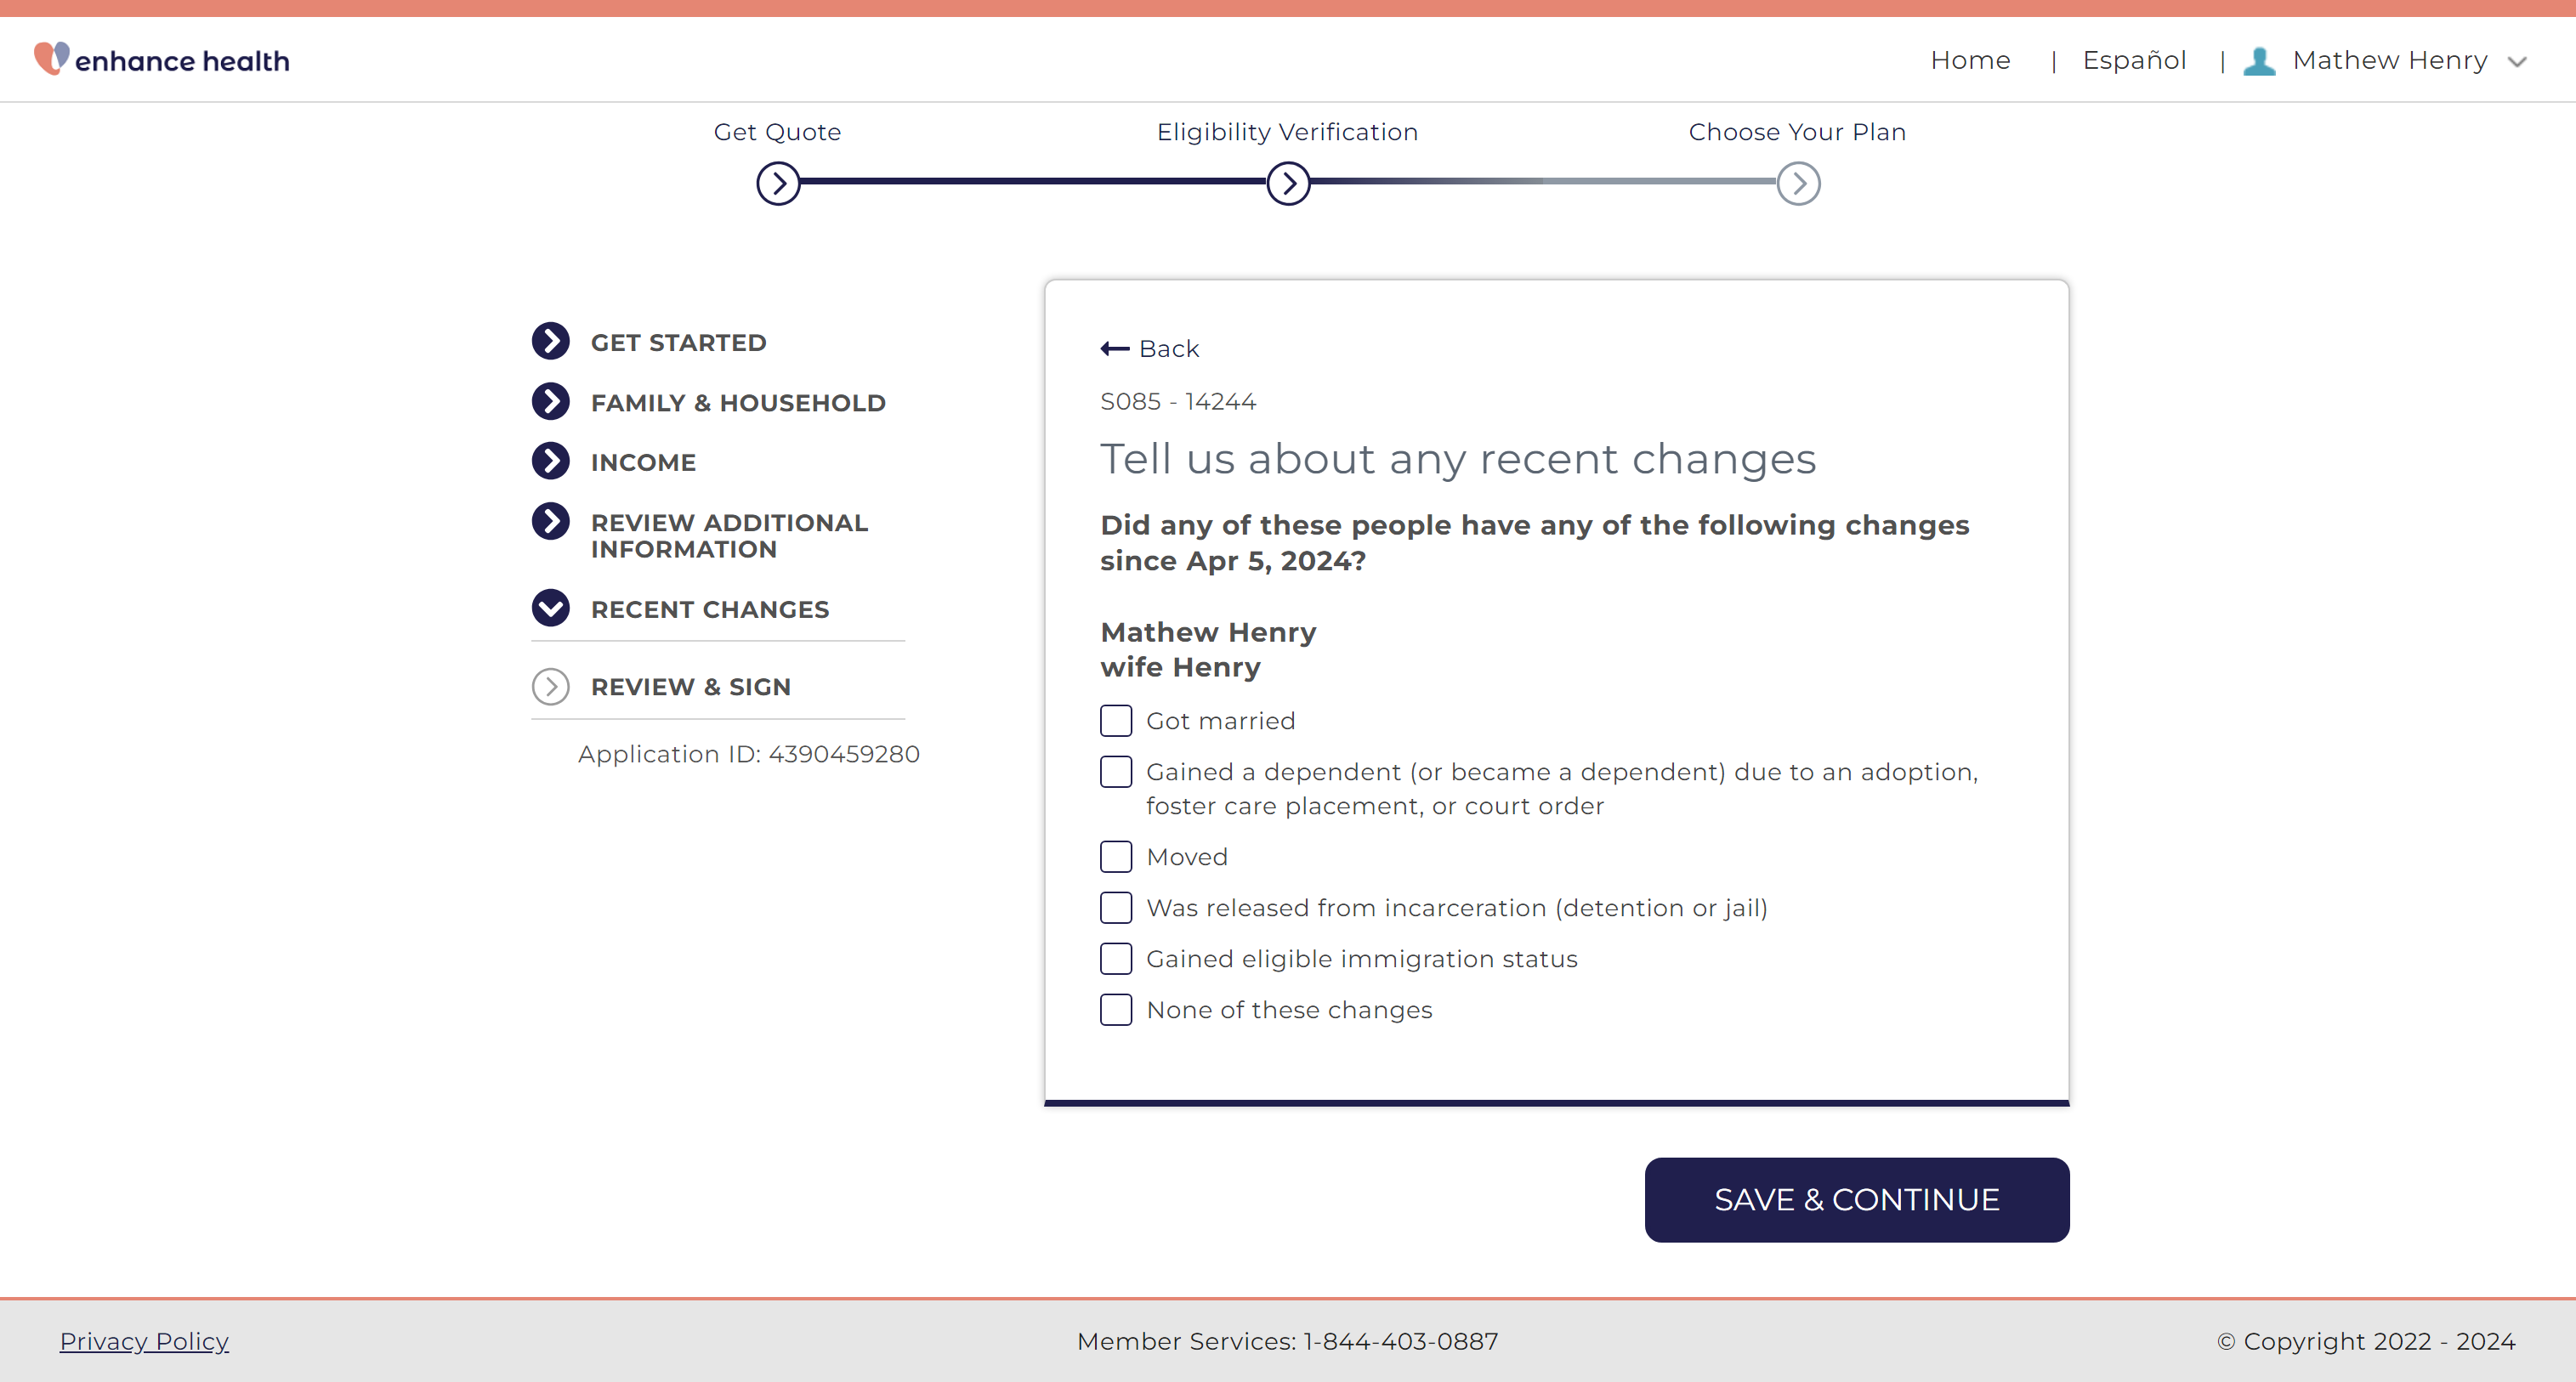 enhance health
Home | Español | Mathew Henry
Get Quote
Eligibility Verification
Choose Your Plan
GET STARTED
FAMILY & HOUSEHOLD
INCOME
REVIEW ADDITIONAL
INFORMATION
RECENT CHANGES
REVIEW & SIGN
Application ID: 4390459280
Back
S085 - 14244
Tell us about any recent changes
Did any of these people have any of the following changes
since Apr 5, 2024?
Mathew Henry
wife Henry
Got married
Gained a dependent (or became a dependent) due to an adoption,
foster care placement, or court order
Moved
Was released from incarceration (detention or jail)
Gained eligible immigration status
None of these changes
SAVE & CONTINUE
Privacy Policy
Member Services: 1-844-403-0887
© Copyright 2022 - 2024